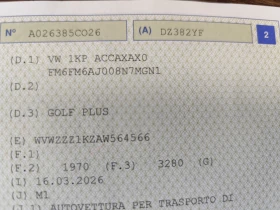 N° A026385CO26 (A) DZ382YF 2
(D.1) VW 1KP ACCAXAX0
FM6FM6AJ008N7MGN1
(D.2)
(D.3) GOLF PLUS
(E) WVWZZZ1KZAW564566
(F.1)
(F.2) 1970 (F.3) 3280 (G)
(I) 16.03.2026
(J) M1
(J.1) AUTOVETTURA PER TRASPORTO DI